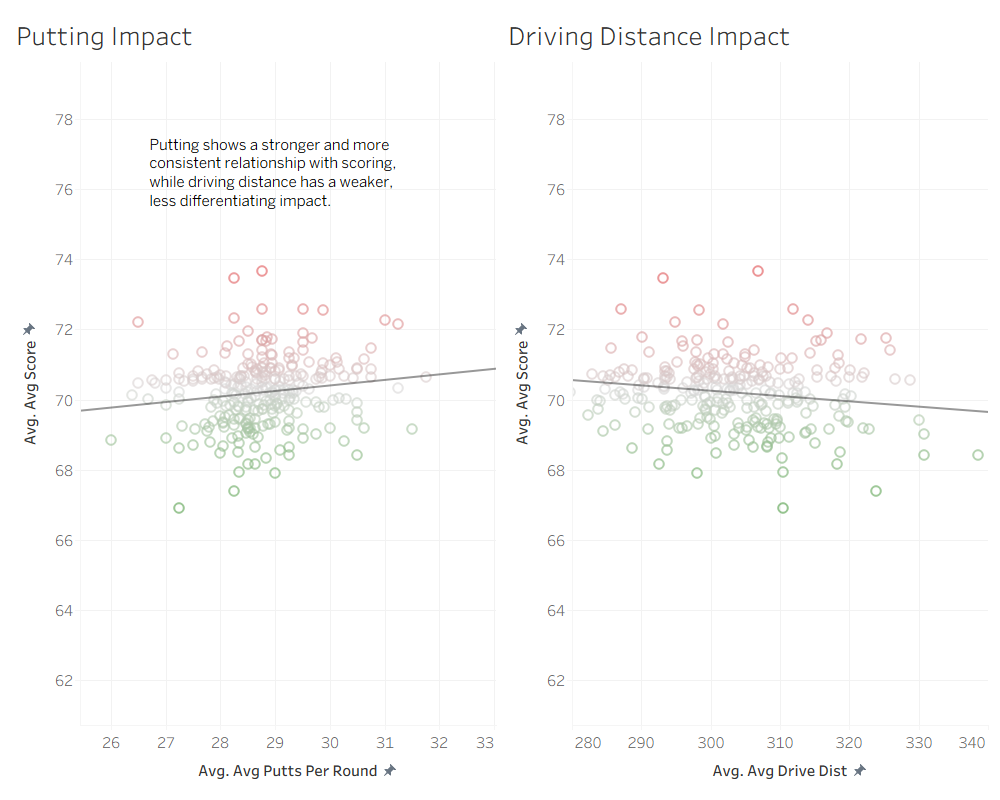 Putting Impact
Driving Distance Impact
Putting shows a stronger and more
consistent relationship with scoring,
while driving distance has a weaker,
less differentiating impact.
78
76
74
72
70
68
66
64
62
Avg. Avg Score
26 27 28 29 30 31 32 33
Avg. Avg Putts Per Round
78
76
74
72
70
68
66
64
62
Avg. Avg Score
280 290 300 310 320 330 340
Avg. Avg Drive Dist